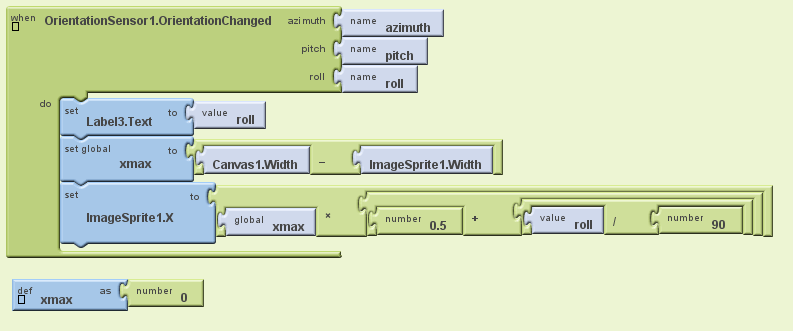 when OrientationSensor1.OrientationChanged azimuth name azimuth
pitch name pitch
roll name roll
do set Label3.Text to value roll
set global xmax to Canvas1.Width − ImageSprite1.Width
set ImageSprite1.X to global xmax × number 0.5 + value roll / number 90
def xmax as number 0